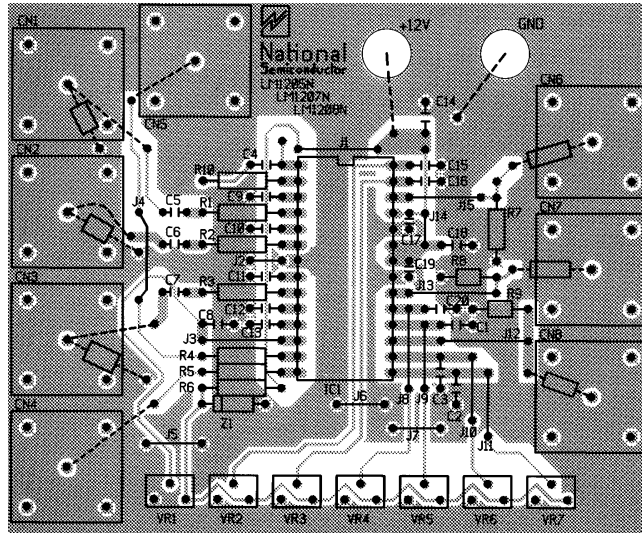 CN1
+12V
GND
National
Semiconductor
LM1205N
LM1207N
LM1209N
CN5
CN6
C14
CN2
C4
J1
R10
C15
C16
C9
J4
C5
R1
J15
R7
CN7
C10
J14
C17
C6
R2
C18
J2
CN3
C11
C19
R8
C7
R3
J13
C12
C20
R9
C8
C13
C1
J3
J12
CN8
R4
R5
R6
IC1
J6
J8
J9
C3
CN4
Z1
C2
J5
J7
J10
J11
VR1
VR2
VR3
VR4
VR5
VR6
VR7